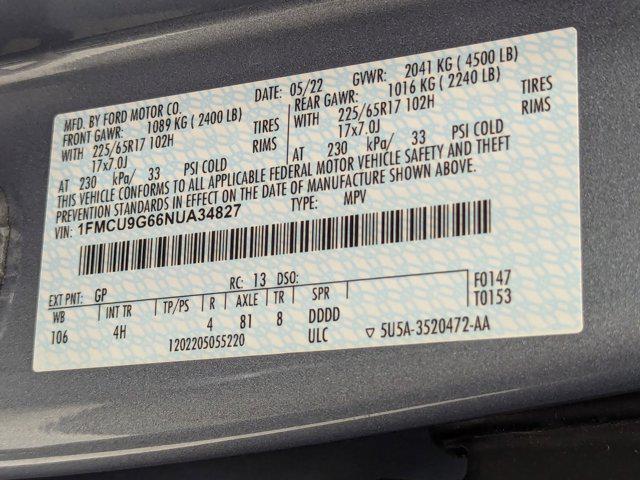 MFD. BY FORD MOTOR CO. DATE: 05/22 GVWR: 2041 KG ( 4500 LB)
FRONT GAWR: 1089 KG ( 2400 LB) REAR GAWR: 1016 KG ( 2240 LB)
WITH 225/65R17 102H TIRES WITH 225/65R17 102H TIRES
17x7.0J RIMS 17x7.0J RIMS
AT 230 kPa/ 33 PSI COLD AT 230 kPa/ 33 PSI COLD
THIS VEHICLE CONFORMS TO ALL APPLICABLE FEDERAL MOTOR VEHICLE SAFETY AND THEFT
PREVENTION STANDARDS IN EFFECT ON THE DATE OF MANUFACTURE SHOWN ABOVE.
VIN: 1FMCU9G66NUA34827 TYPE: MPV
EXT PNT: GP RC: 13 DSO: F0147
WB INT TR TP/PS R AXLE TR SPR T0153
106 4H 4 81 8 DDDD
1202205055220 ULC ▽ 5U5A-3520472-AA